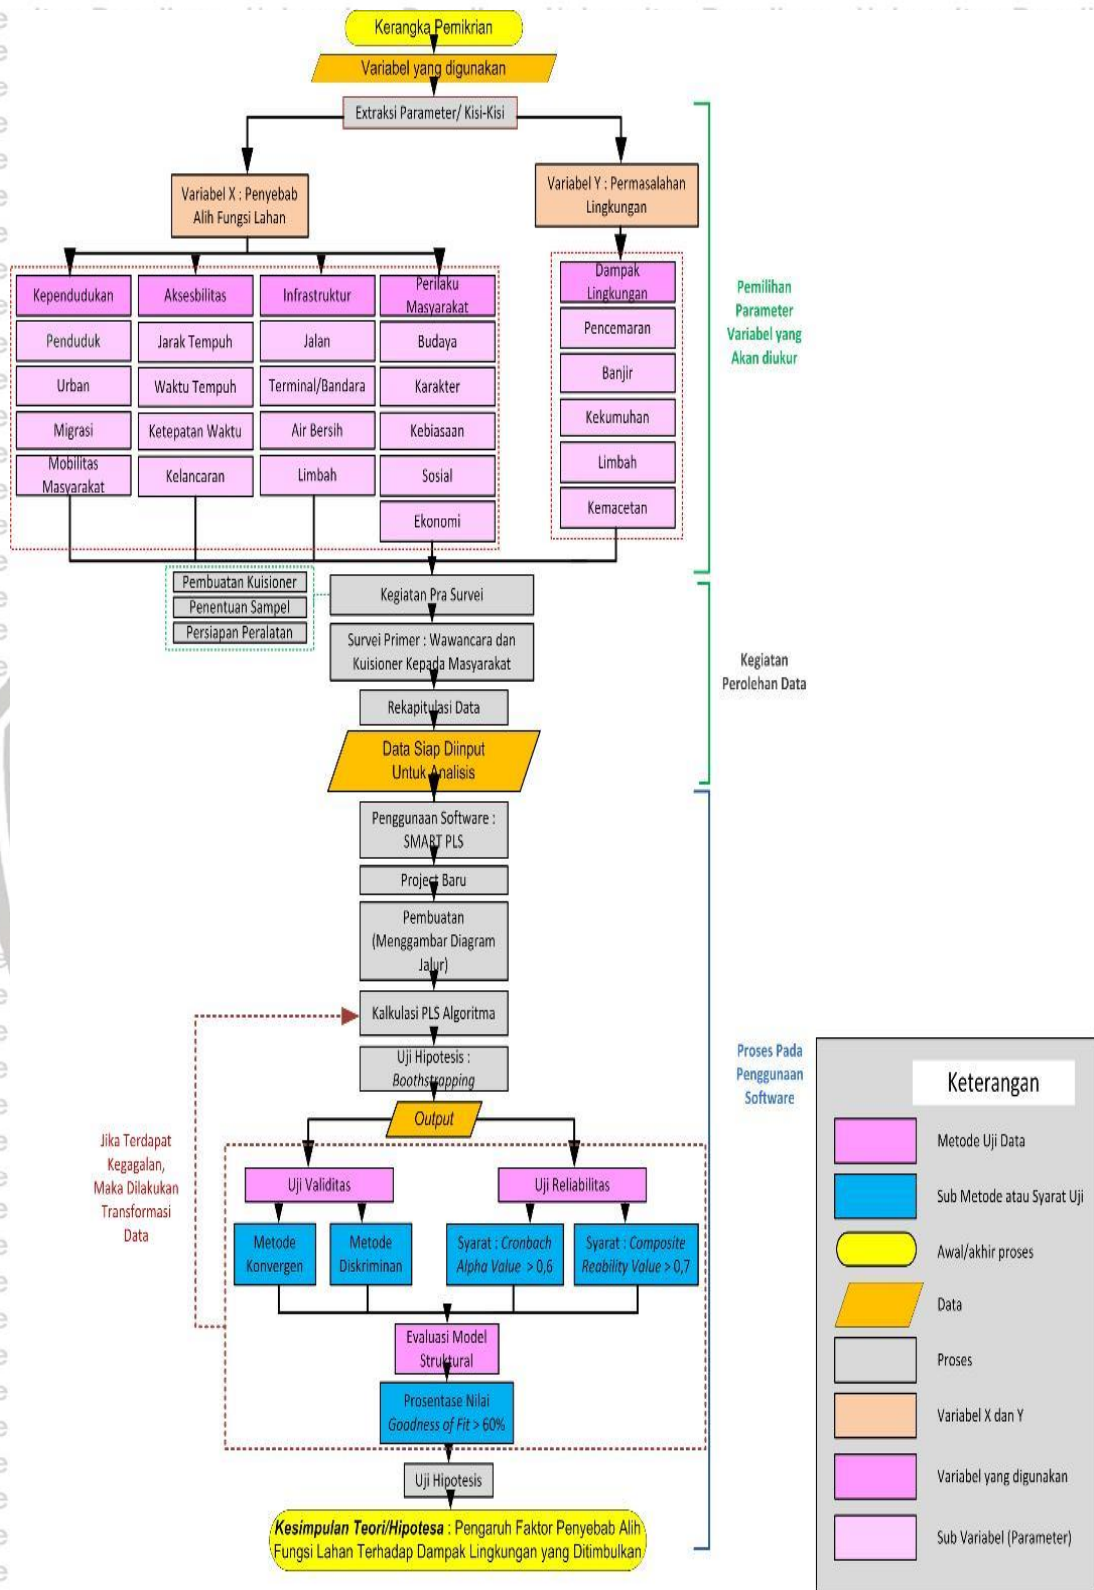 Kerangka Pemikrian
Variabel yang digunakan
Extraksi Parameter/ Kisi-Kisi
Variabel X : Penyebab
Alih Fungsi Lahan
Variabel Y : Permasalahan
Lingkungan
Kependudukan
Penduduk
Urban
Migrasi
Mobilitas
Masyarakat
Aksesbilitas
Jarak Tempuh
Waktu Tempuh
Ketepatan Waktu
Kelancaran
Infrastruktur
Jalan
Terminal/Bandara
Air Bersih
Limbah
Perilaku
Masyarakat
Budaya
Karakter
Kebiasaan
Sosial
Ekonomi
Dampak
Lingkungan
Pencemaran
Banjir
Kekumuhan
Limbah
Kemacetan
Pemilihan
Parameter
Variabel yang
Akan diukur
Pembuatan Kuisioner
Penentuan Sampel
Persiapan Peralatan
Kegiatan Pra Survei
Survei Primer : Wawancara dan
Kuisioner Kepada Masyarakat
Rekapitulasi Data
Data Siap Diinput
Untuk Analisis
Kegiatan
Perolehan Data
Penggunaan Software :
SMART PLS
Project Baru
Pembuatan
(Menggambar Diagram
Jalur)
Kalkulasi PLS Algoritma
Uji Hipotesis :
Boothstrapping
Output
Uji Validitas
Uji Reliabilitas
Metode
Konvergen
Metode
Diskriminan
Syarat : Cronbach
Alpha Value > 0,6
Syarat : Composite
Reability Value > 0,7
Evaluasi Model
Struktural
Prosentase Nilai
Goodness of Fit > 60%
Uji Hipotesis
Kesimpulan Teori/Hipotesa : Pengaruh Faktor Penyebab Alih
Fungsi Lahan Terhadap Dampak Lingkungan yang Ditimbulkan
Jika Terdapat
Kegagalan,
Maka Dilakukan
Transformasi
Data
Proses Pada
Penggunaan
Software
Keterangan
Metode Uji Data
Sub Metode atau Syarat Uji
Awal/akhir proses
Data
Proses
Variabel X dan Y
Variabel yang digunakan
Sub Variabel (Parameter)